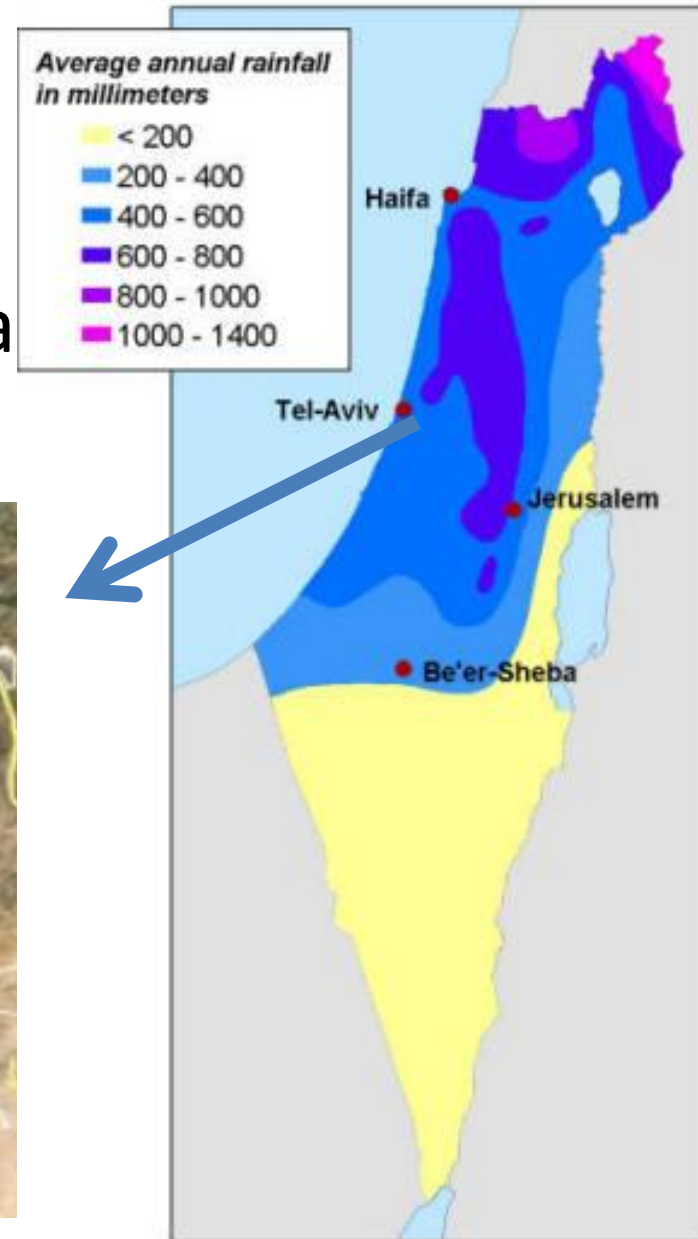 Average annual rainfall
in millimeters
< 200
200 - 400
400 - 600
600 - 800
800 - 1000
1000 - 1400
a
Haifa
Tel-Aviv
Jerusalem
Be'er-Sheba